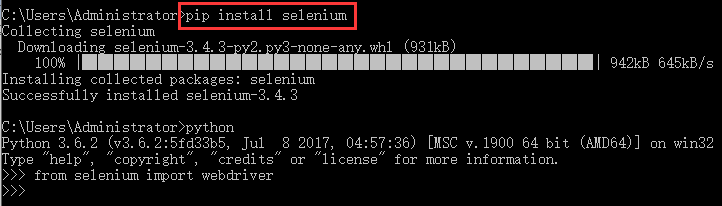 C:\Users\Administrator>pip install selenium
Collecting selenium
  Downloading selenium-3.4.3-py2.py3-none-any.whl (931kB)
    100% |████████████████████████████████| 942kB 645kB/s
Installing collected packages: selenium
Successfully installed selenium-3.4.3
C:\Users\Administrator>python
Python 3.6.2 (v3.6.2:5fd33b5, Jul  8 2017, 04:57:36) [MSC v.1900 64 bit (AMD64)] on win32
Type "help", "copyright", "credits" or "license" for more information.
>>> from selenium import webdriver
>>>